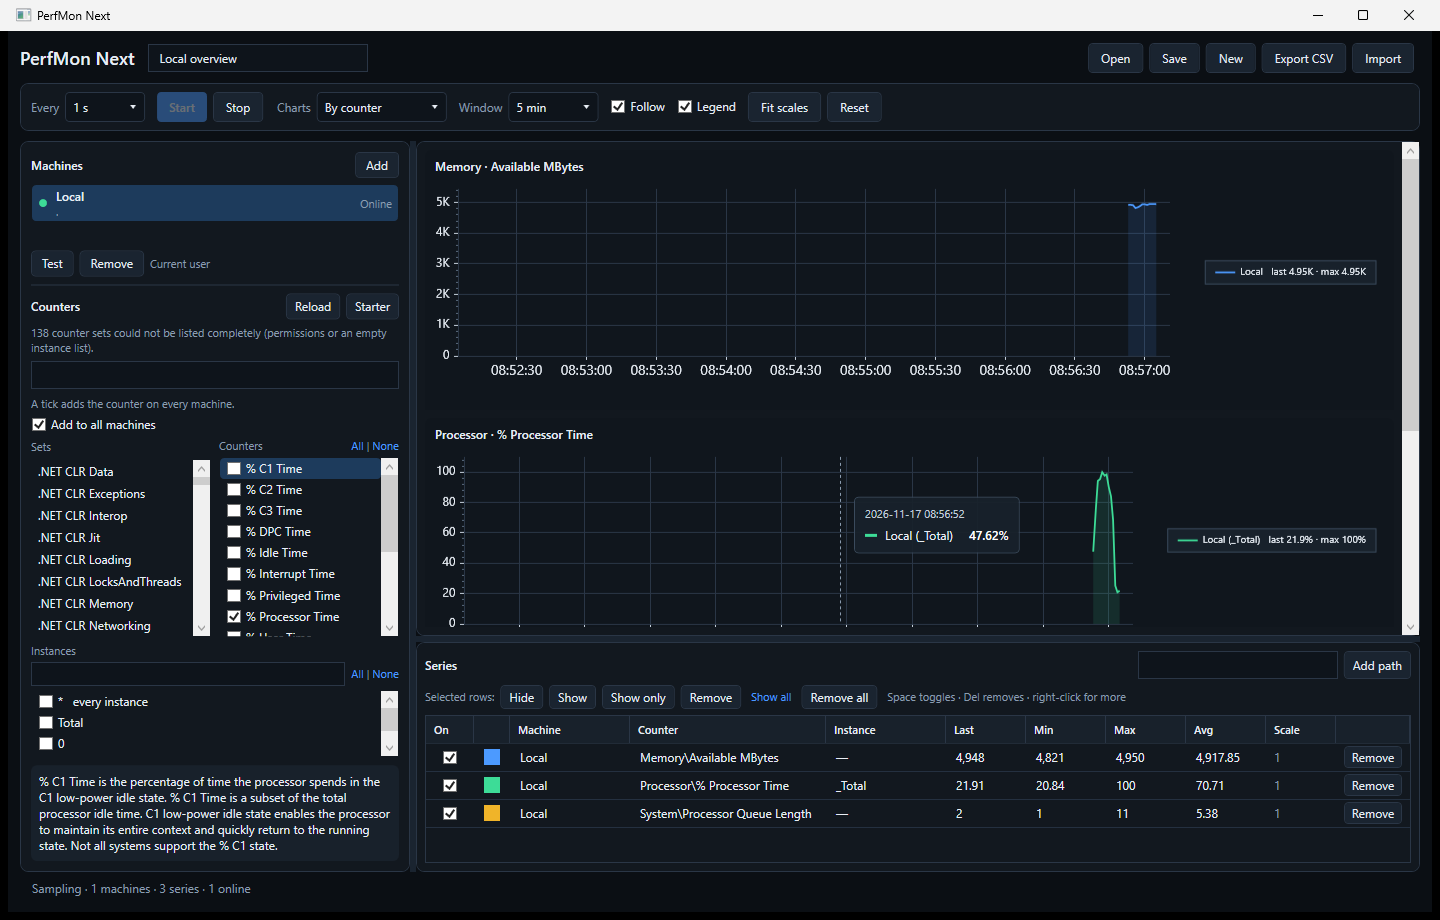 PerfMon Next
PerfMon Next
Local overview
Open
Save
New
Export CSV
Import
Every
1 s
Start
Stop
Charts
By counter
Window
5 min
Follow
Legend
Fit scales
Reset
Machines
Add
Local
.
Online
Test
Remove
Current user
Counters
Reload
Starter
138 counter sets could not be listed completely (permissions or an empty
instance list).
A tick adds the counter on every machine.
Add to all machines
Sets
Counters
All | None
.NET CLR Data
.NET CLR Exceptions
.NET CLR Interop
.NET CLR Jit
.NET CLR Loading
.NET CLR LocksAndThreads
.NET CLR Memory
.NET CLR Networking
% C1 Time
% C2 Time
% C3 Time
% DPC Time
% Idle Time
% Interrupt Time
% Privileged Time
% Processor Time
Instances
All | None
* every instance
Total
0
% C1 Time is the percentage of time the processor spends in the
C1 low-power idle state. % C1 Time is a subset of the total
processor idle time. C1 low-power idle state enables the processor
to maintain its entire context and quickly return to the running
state. Not all systems support the % C1 state.
Memory · Available MBytes
5K
4K
3K
2K
1K
0
08:52:30 08:53:00 08:53:30 08:54:00 08:54:30 08:55:00 08:55:30 08:56:00 08:56:30 08:57:00
Local last 4.95K · max 4.95K
Processor · % Processor Time
100
80
60
40
20
0
2026-11-17 08:56:52
Local (_Total) 47.62%
Local (_Total) last 21.9% · max 100%
Series
Add path
Selected rows:
Hide
Show
Show only
Remove
Show all
Remove all
Space toggles · Del removes · right-click for more
On Machine Counter Instance Last Min Max Avg Scale
Local Memory\Available MBytes — 4,948 4,821 4,950 4,917.85 1 Remove
Local Processor\% Processor Time _Total 21.91 20.84 100 70.71 1 Remove
Local System\Processor Queue Length — 2 1 11 5.38 1 Remove
Sampling · 1 machines · 3 series · 1 online